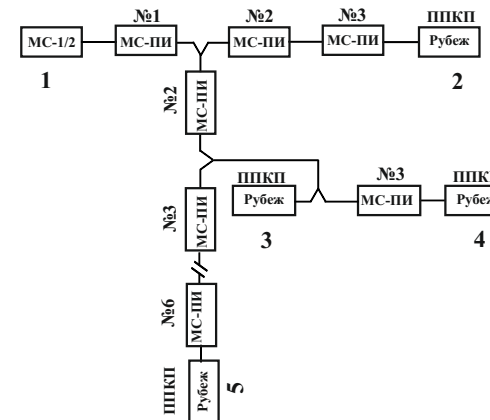 №1
№2
№3
ППКП
МС-1/2
МС-ПИ
МС-ПИ
МС-ПИ
Рубеж
1
2
№2
МС-ПИ
№3
МС-ПИ
ППКП
Рубеж
3
№3
МС-ПИ
ППК
Рубеж
4
№6
МС-ПИ
ППКП
Рубеж
5